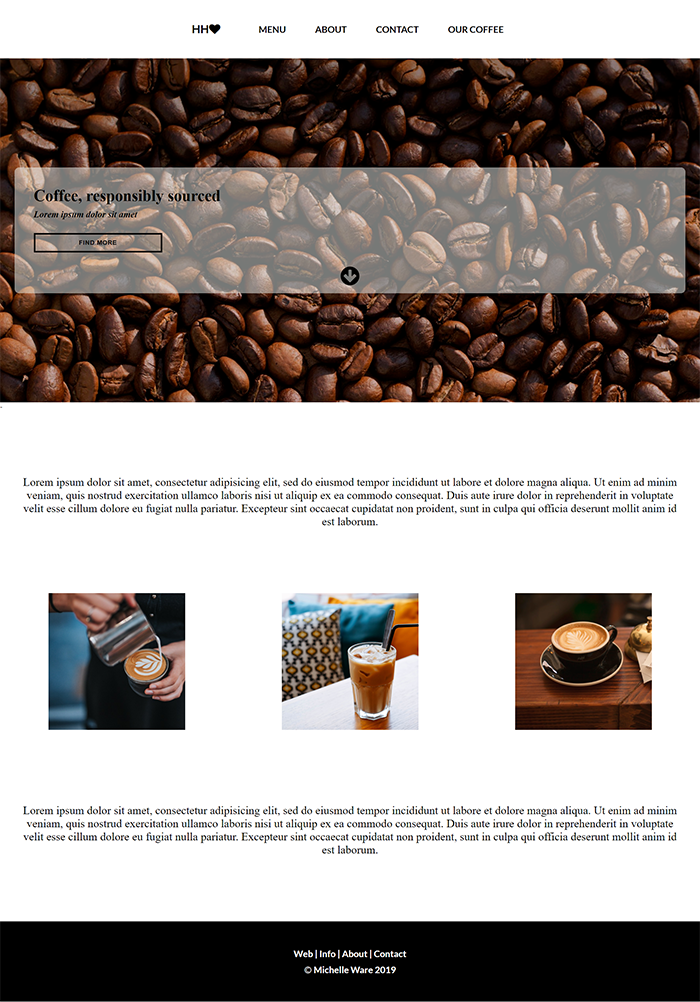 HH♥ MENU ABOUT CONTACT OUR COFFEE
Coffee, responsibly sourced
Lorem ipsum dolor sit amet
FIND MORE
Lorem ipsum dolor sit amet, consectetur adipisicing elit, sed do eiusmod tempor incididunt ut labore et dolore magna aliqua. Ut enim ad minim
veniam, quis nostrud exercitation ullamco laboris nisi ut aliquip ex ea commodo consequat. Duis aute irure dolor in reprehenderit in voluptate
velit esse cillum dolore eu fugiat nulla pariatur. Excepteur sint occaecat cupidatat non proident, sunt in culpa qui officia deserunt mollit anim id
est laborum.
Lorem ipsum dolor sit amet, consectetur adipisicing elit, sed do eiusmod tempor incididunt ut labore et dolore magna aliqua. Ut enim ad minim
veniam, quis nostrud exercitation ullamco laboris nisi ut aliquip ex ea commodo consequat. Duis aute irure dolor in reprehenderit in voluptate
velit esse cillum dolore eu fugiat nulla pariatur. Excepteur sint occaecat cupidatat non proident, sunt in culpa qui officia deserunt mollit anim id
est laborum.
Web | Info | About | Contact
© Michelle Ware 2019